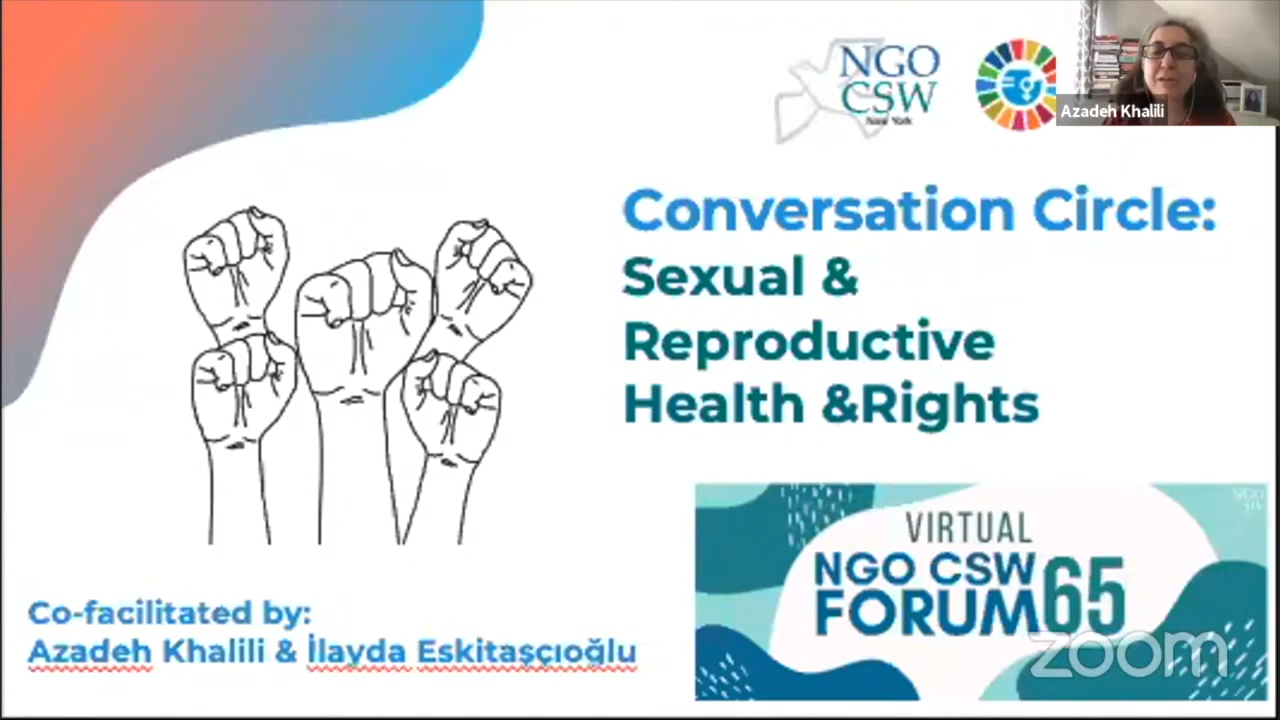 NGO
CSW
New York
Azadeh Khalili
Conversation Circle:
Sexual &
Reproductive
Health &Rights
VIRTUAL
NGO CSW
FORUM65
zoom
Co-facilitated by:
Azadeh Khalili & İlayda Eskitaşçıoğlu